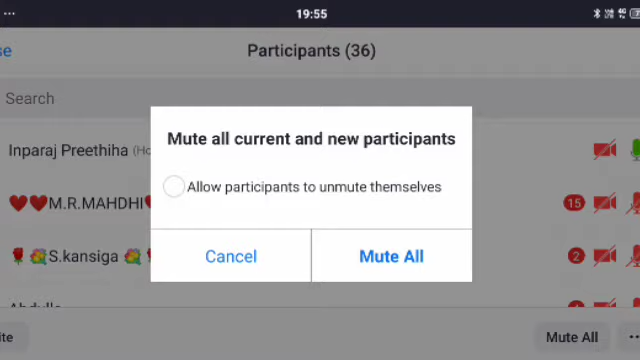 19:55
Participants (36)
Search
Mute all current and new participants
Inparaj Preethiha
Allow participants to unmute themselves
M.R.MAHDHI
15
S.kansiga
2
Cancel
Mute All
Mute All